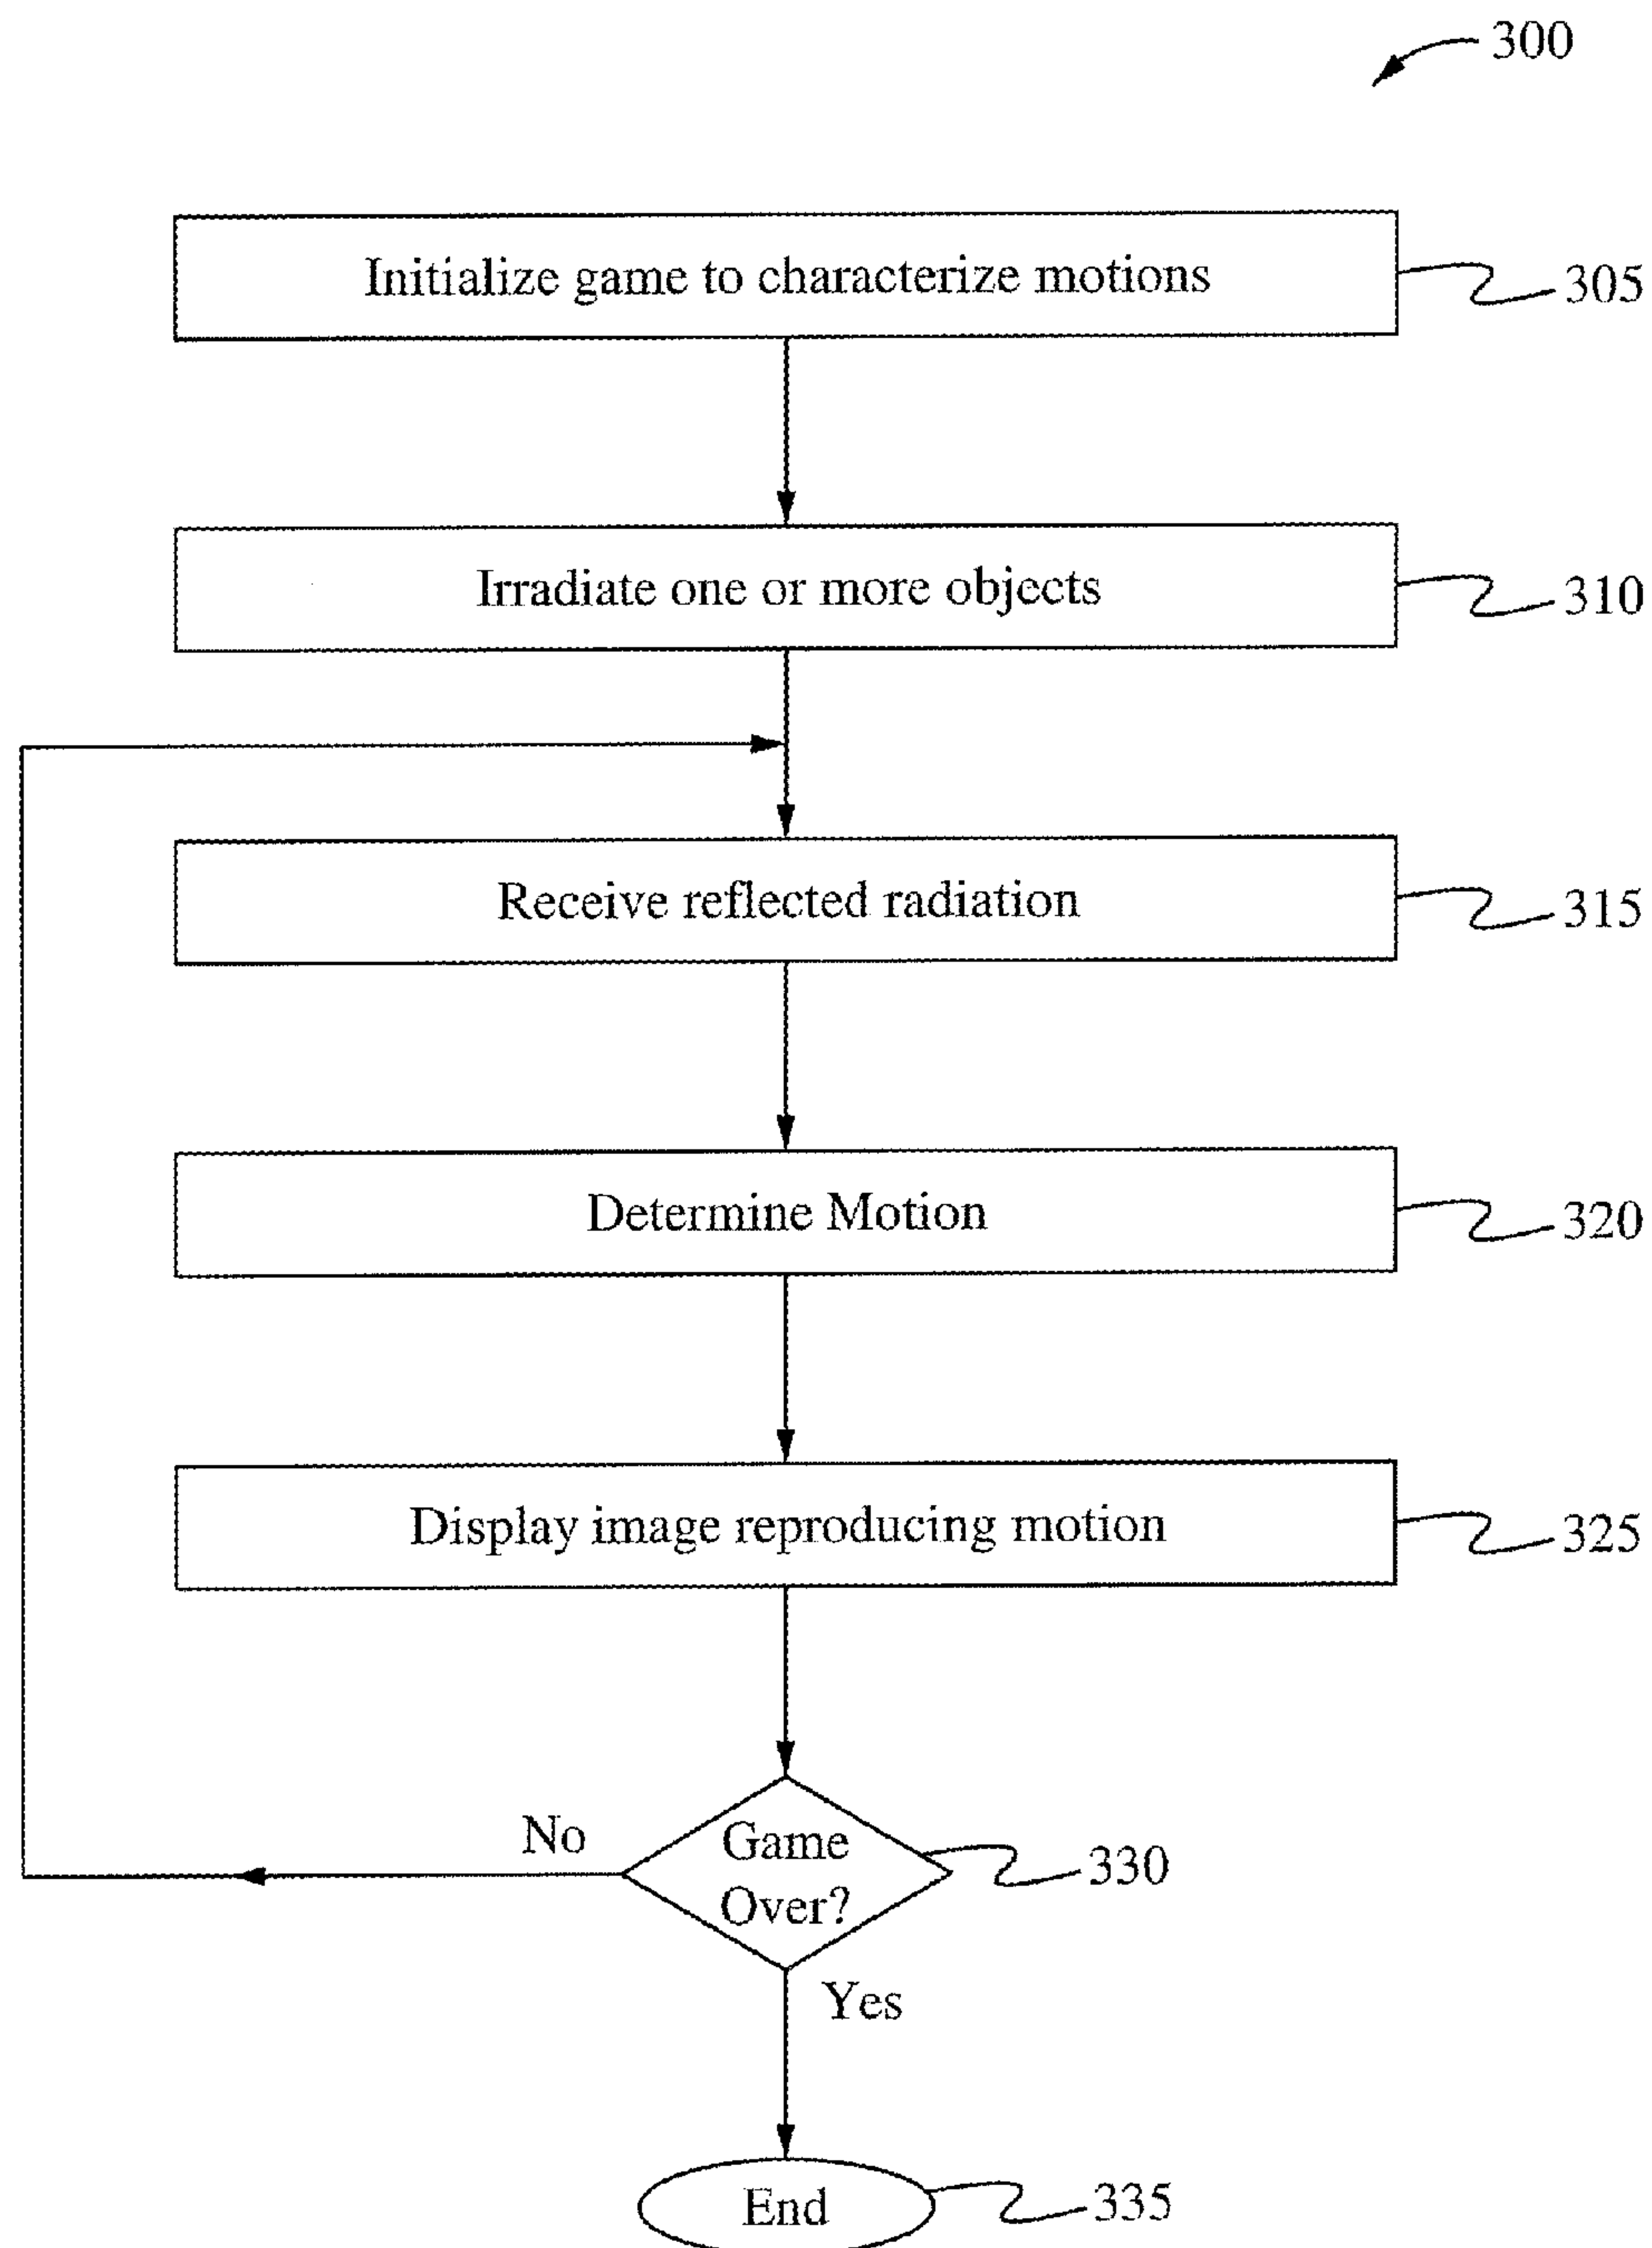 300
Initialize game to characterize motions
305
Irradiate one or more objects
310
Receive reflected radiation
315
Determine Motion
320
Display image reproducing motion
325
No
Game
Over?
330
Yes
End
335